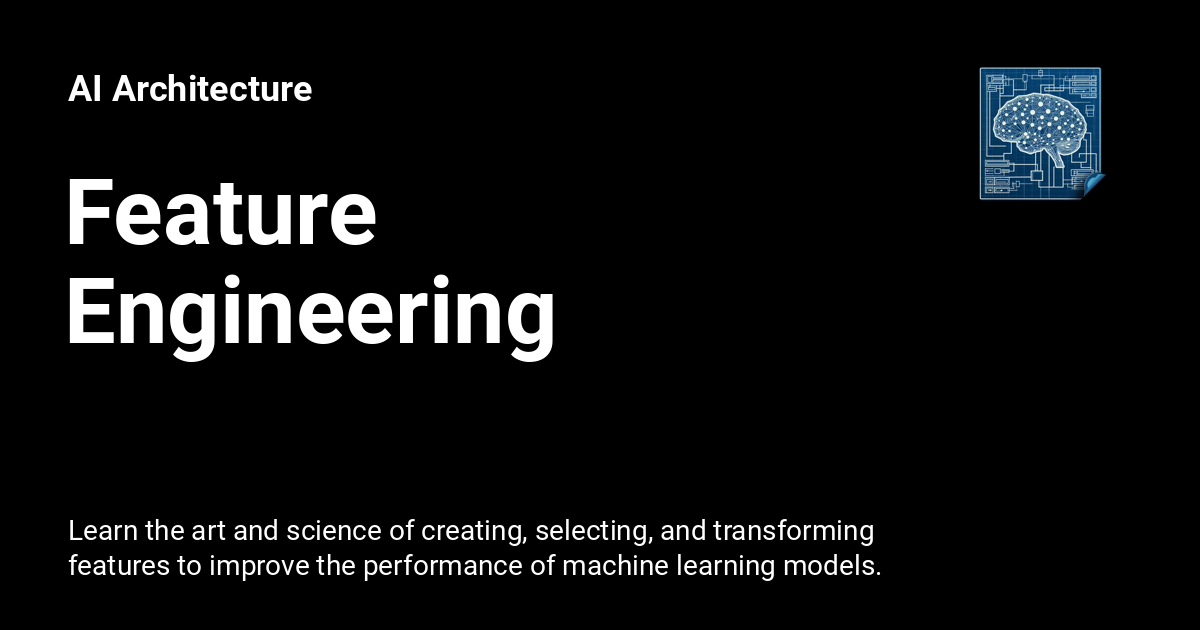 AI Architecture
Feature
Engineering
Learn the art and science of creating, selecting, and transforming
features to improve the performance of machine learning models.